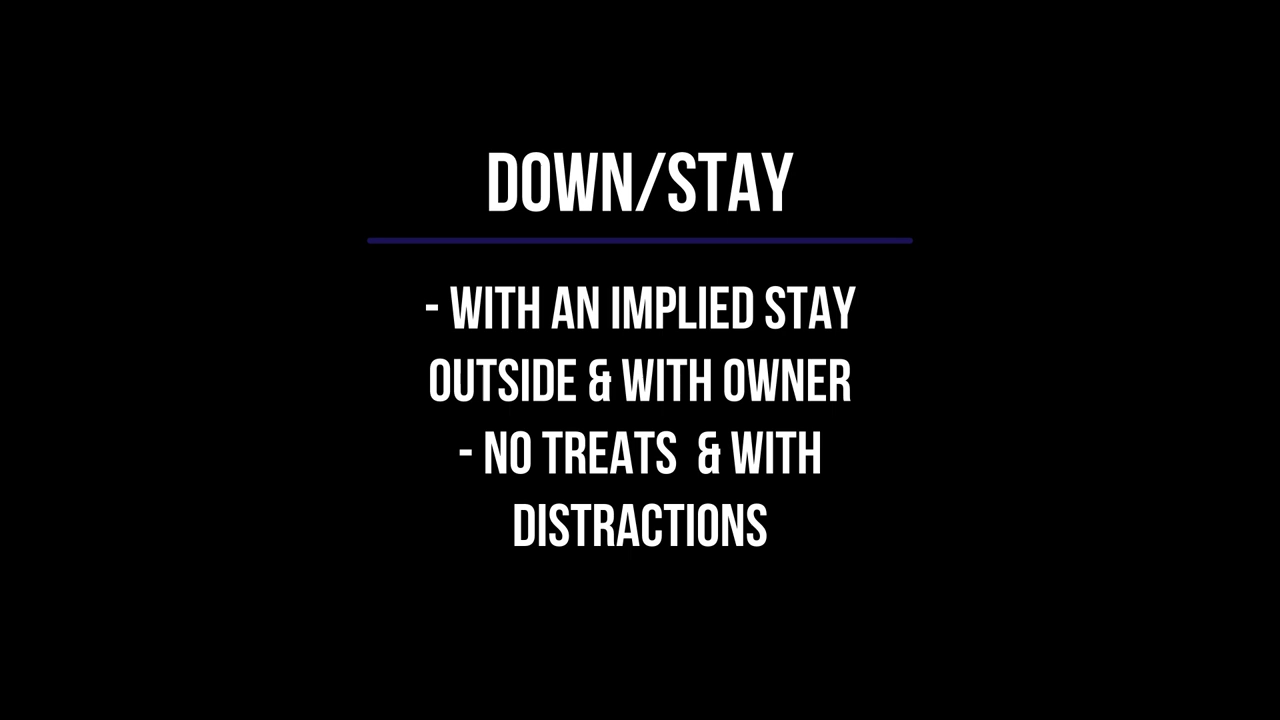 DOWN/STAY
- WITH AN IMPLIED STAY
OUTSIDE & WITH OWNER
- NO TREATS & WITH
DISTRACTIONS